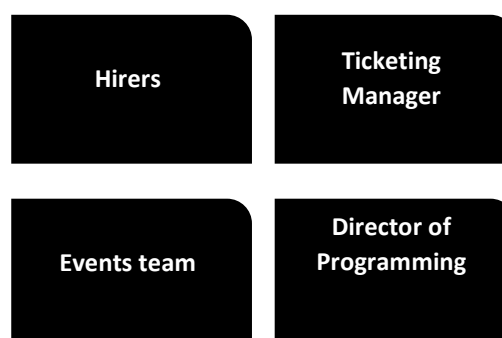 Hirers
Ticketing
Manager
Events team
Director of
Programming